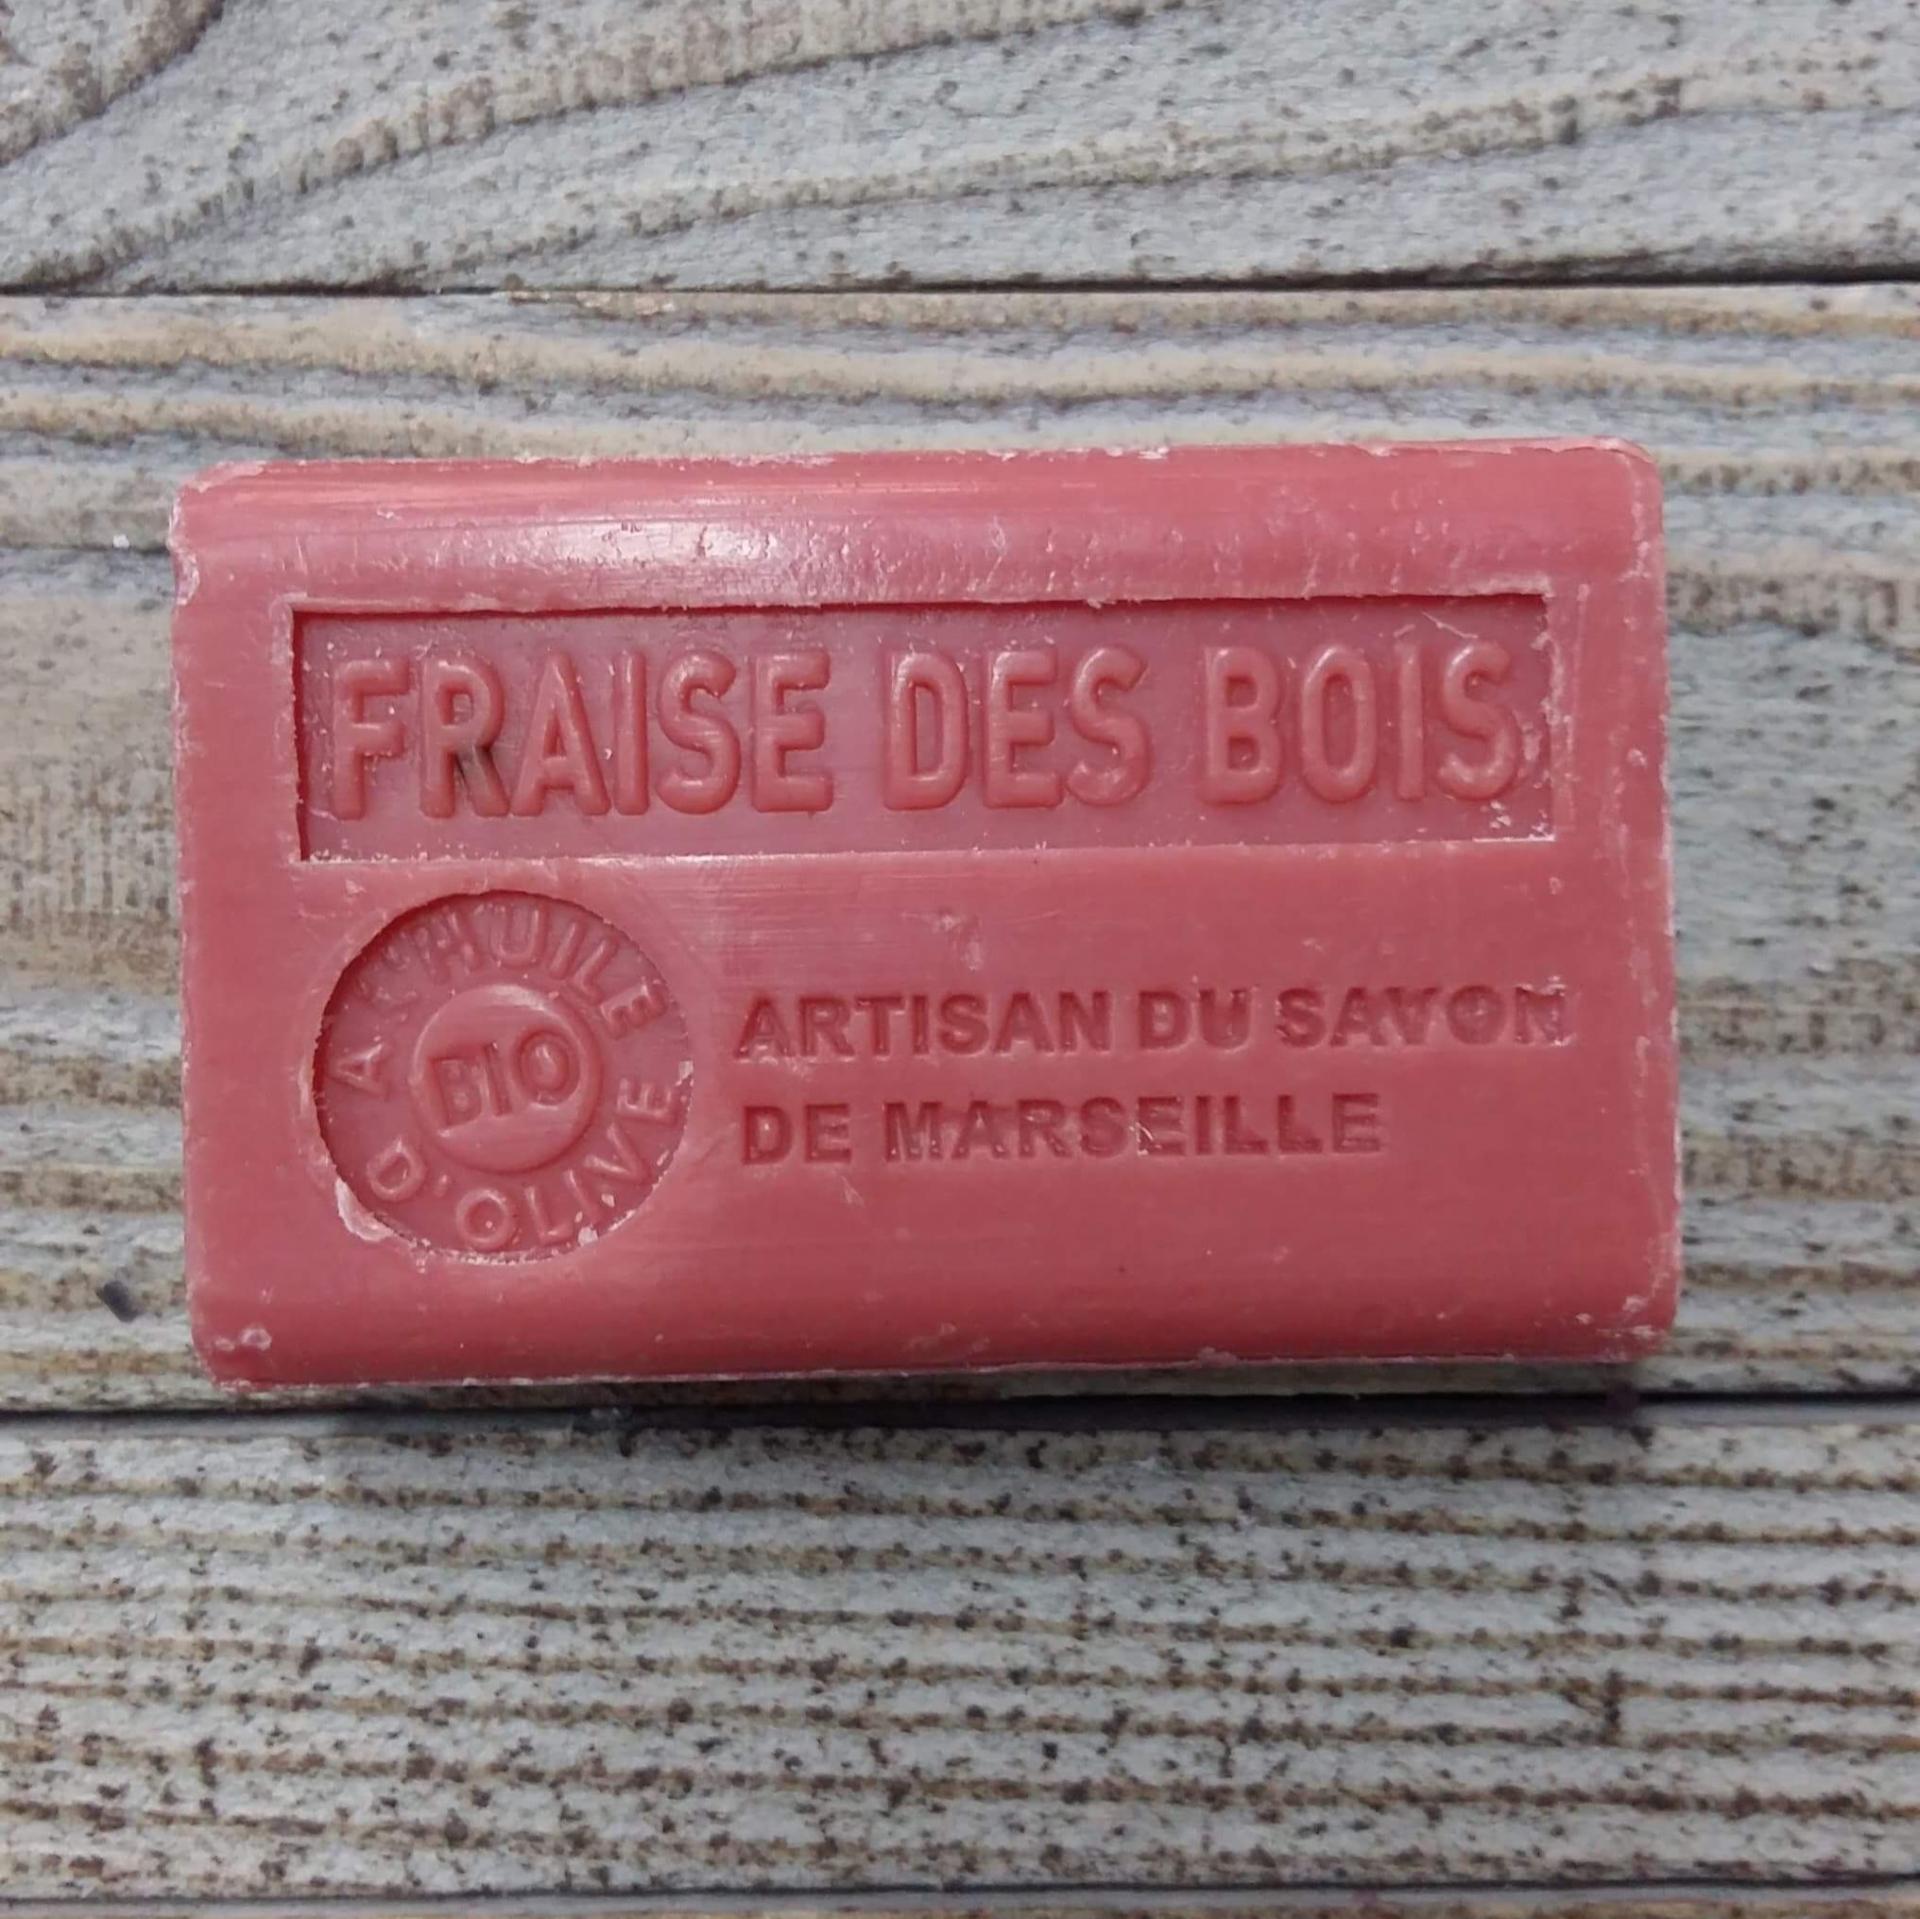 FRAISE DES BOIS
A L'HUILE
D'OLIVE
BIO
ARTISAN DU SAVON
DE MARSEILLE